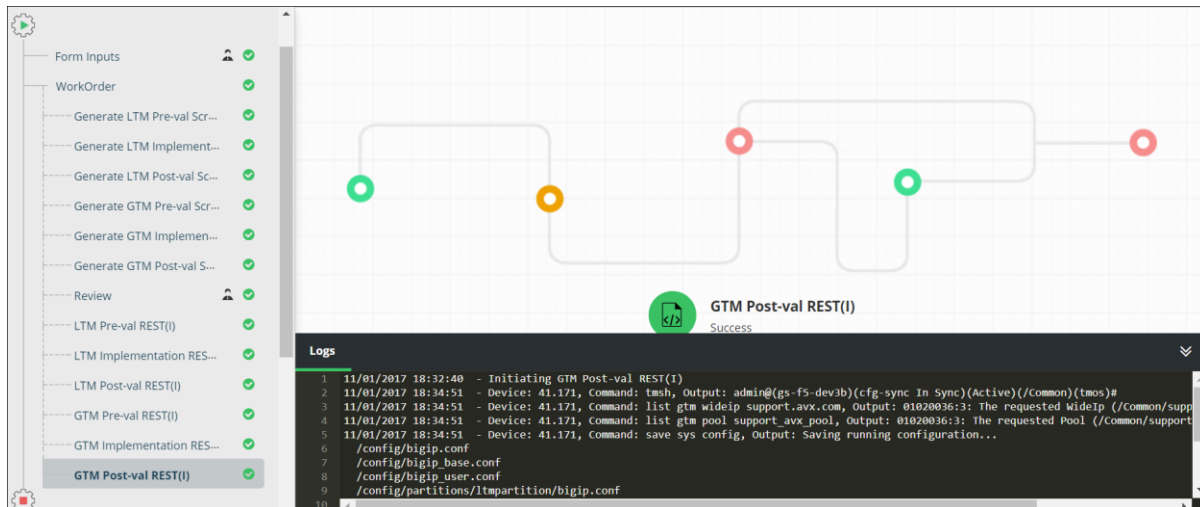 Form Inputs
WorkOrder
Generate LTM Pre-val Scr...
Generate LTM Implement...
Generate LTM Post-val Sc...
Generate GTM Pre-val Scr...
Generate GTM Implemen...
Generate GTM Post-val S...
Review
LTM Pre-val REST(I)
LTM Implementation RES...
LTM Post-val REST(I)
GTM Pre-val REST(I)
GTM Implementation RES...
GTM Post-val REST(I)
GTM Post-val REST(I)
Success
Logs
1 11/01/2017 18:32:40 - Initiating GTM Post-val REST(I)
2 11/01/2017 18:34:51 - Device: 41.171, Command: tmsh, Output: admin@(gs-f5-dev3b)(cfg-sync In Sync)(Active)(/Common)(tmos)#
3 11/01/2017 18:34:51 - Device: 41.171, Command: list gtm wideip support.avx.com, Output: 01020036:3: The requested WideIp (/Common/supp
4 11/01/2017 18:34:51 - Device: 41.171, Command: list gtm pool support_avx_pool, Output: 01020036:3: The requested Pool (/Common/support
5 11/01/2017 18:34:51 - Device: 41.171, Command: save sys config, Output: Saving running configuration...
6 /config/bigip.conf
7 /config/bigip_base.conf
8 /config/bigip_user.conf
9 /config/partitions/ltmpartition/bigip.conf
10